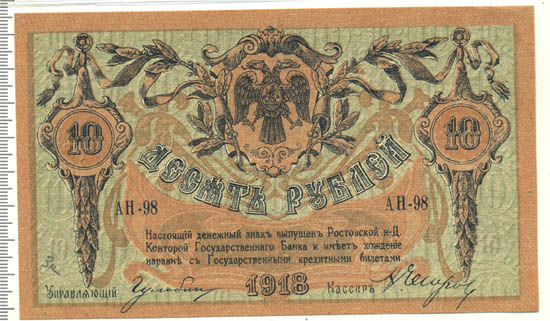 10 10
ДЕСЯТЬ РУБЛЕЙ
АН-98 АН-98
Настоящій денежный знакъ выпущенъ Ростовской н-Д.
Конторой Государственнаго Банка и имѣетъ хожденіе
наравнѣ съ Государственными кредитными билетами
1918
Управляющій Кассиръ